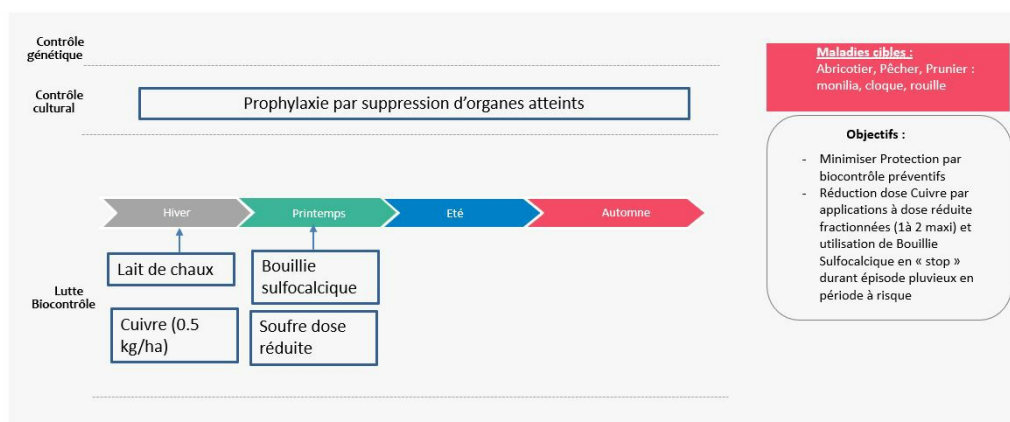 Contrôle
génétique
Contrôle
cultural
Prophylaxie par suppression d'organes atteints
Hiver
Printemps
Eté
Automne
Lutte
Biocontrôle
Lait de chaux
Cuivre (0.5
kg/ha)
Bouillie
sulfocalcique
Soufre dose
réduite
Maladies cibles :
Abricotier, Pêcher, Prunier :
monilia, cloque, rouille
Objectifs :
- Minimiser Protection par
biocontrôle préventifs
- Réduction dose Cuivre par
applications à dose réduite
fractionnées (1à 2 maxi) et
utilisation de Bouillie
Sulfocalcique en « stop »
durant épisode pluvieux en
période à risque